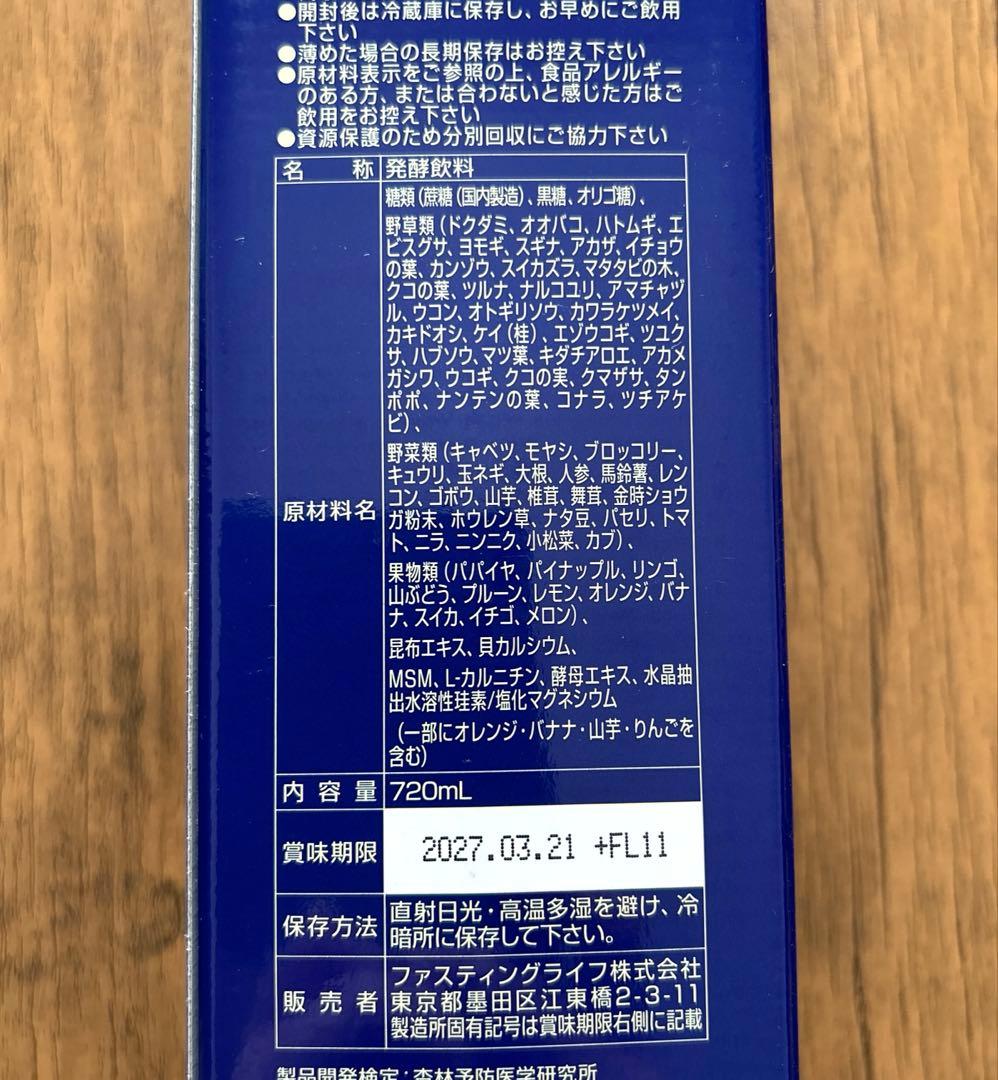 ●開封後は冷蔵庫に保存し、お早めにご飲用
下さい
●薄めた場合の長期保存はお控え下さい
●原材料表示をご参照の上、食品アレルギー
のある方、または合わないと感じた方はご
飲用をお控え下さい
●資源保護のため分別回収にご協力下さい
名称 発酵飲料
原材料名
糖類(蔗糖(国内製造)、黒糖、オリゴ糖)、
野草類(ドクダミ、オオバコ、ハトムギ、エ
ビスグサ、ヨモギ、スギナ、アカザ、イチョウ
の葉、カンゾウ、スイカズラ、マタタビの木、
クコの葉、ツルナ、ナルコユリ、アマチャヅ
ル、ウコン、オトギリソウ、カワラケツメイ、
カキドオシ、ケイ(桂)、エゾウコギ、ツユク
サ、ハブソウ、マツ葉、キダチアロエ、アカメ
ガシワ、ウコギ、クコの実、クマザサ、タン
ポポ、ナンテンの葉、コナラ、ツチアケ
ビ)、
野菜類(キャベツ、モヤシ、ブロッコリー、
キュウリ、玉ネギ、大根、人参、馬鈴薯、レン
コン、ゴボウ、山芋、椎茸、舞茸、金時ショウ
ガ粉末、ホウレン草、ナタ豆、パセリ、トマ
ト、ニラ、ニンニク、小松菜、カブ)、
果物類(パパイヤ、パイナップル、リンゴ、
山ぶどう、プルーン、レモン、オレンジ、バナ
ナ、スイカ、イチゴ、メロン)、
昆布エキス、貝カルシウム、
MSM、L-カルニチン、酵母エキス、水晶抽
出水溶性珪素/塩化マグネシウム
(一部にオレンジ・バナナ・山芋・りんごを
含む)
内容量 720mL
賞味期限 2027.03.21 +FL11
保存方法 直射日光・高温多湿を避け、冷
暗所に保存して下さい。
販売者 ファスティングライフ株式会社
東京都墨田区江東橋2-3-11
製造所固有記号は賞味期限右側に記載
製品開発検定:杏林予防医学研究所